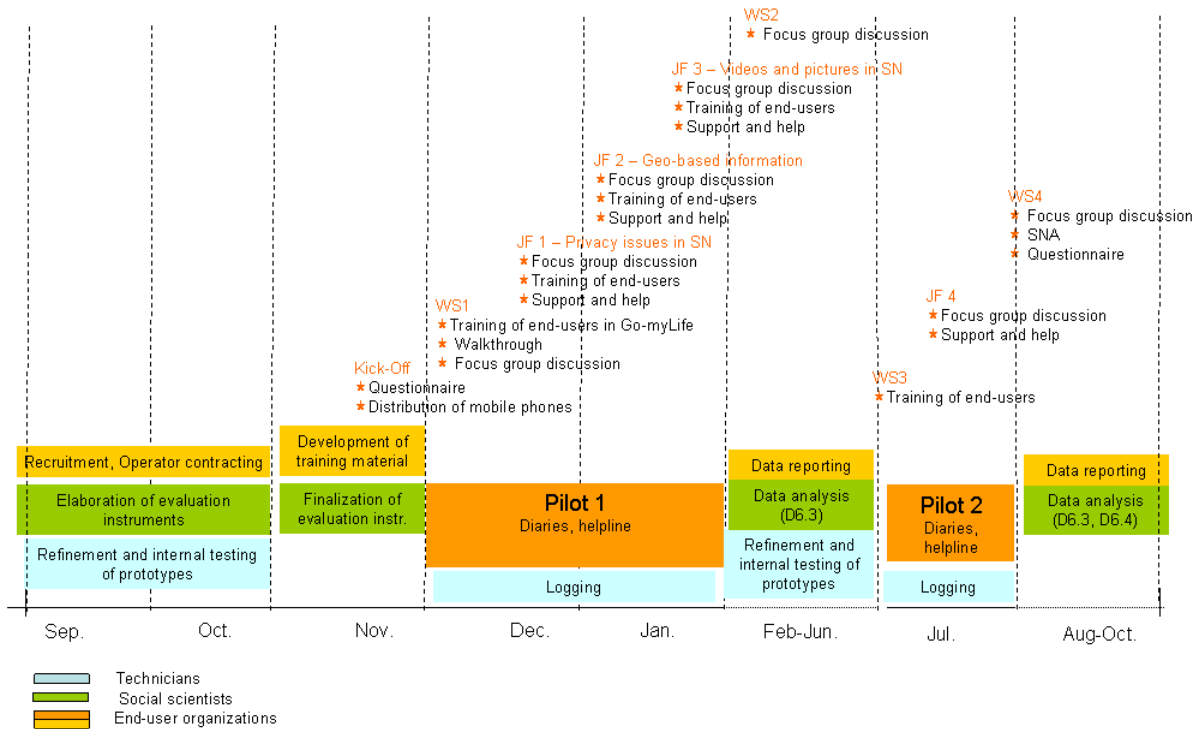 WS2
Focus group discussion
JF 3 – Videos and pictures in SN
Focus group discussion
Training of end-users
Support and help
JF 2 – Geo-based information
Focus group discussion
Training of end-users
Support and help
WS4
Focus group discussion
SNA
Questionnaire
JF 1 – Privacy issues in SN
Focus group discussion
Training of end-users
Support and help
JF 4
Focus group discussion
Support and help
WS1
Training of end-users in Go-myLife
Walkthrough
Focus group discussion
Kick-Off
Questionnaire
Distribution of mobile phones
WS3
Training of end-users
Recruitment, Operator contracting
Elaboration of evaluation
instruments
Refinement and internal testing
of prototypes
Development of
training material
Finalization of
evaluation instr.
Pilot 1
Diaries, helpline
Logging
Data reporting
Data analysis
(D6.3)
Refinement and
internal testing of
prototypes
Pilot 2
Diaries,
helpline
Logging
Data reporting
Data analysis
(D6.3, D6.4)
Sep.
Oct.
Nov.
Dec.
Jan.
Feb-Jun.
Jul.
Aug-Oct.
Technicians
Social scientists
End-user organizations